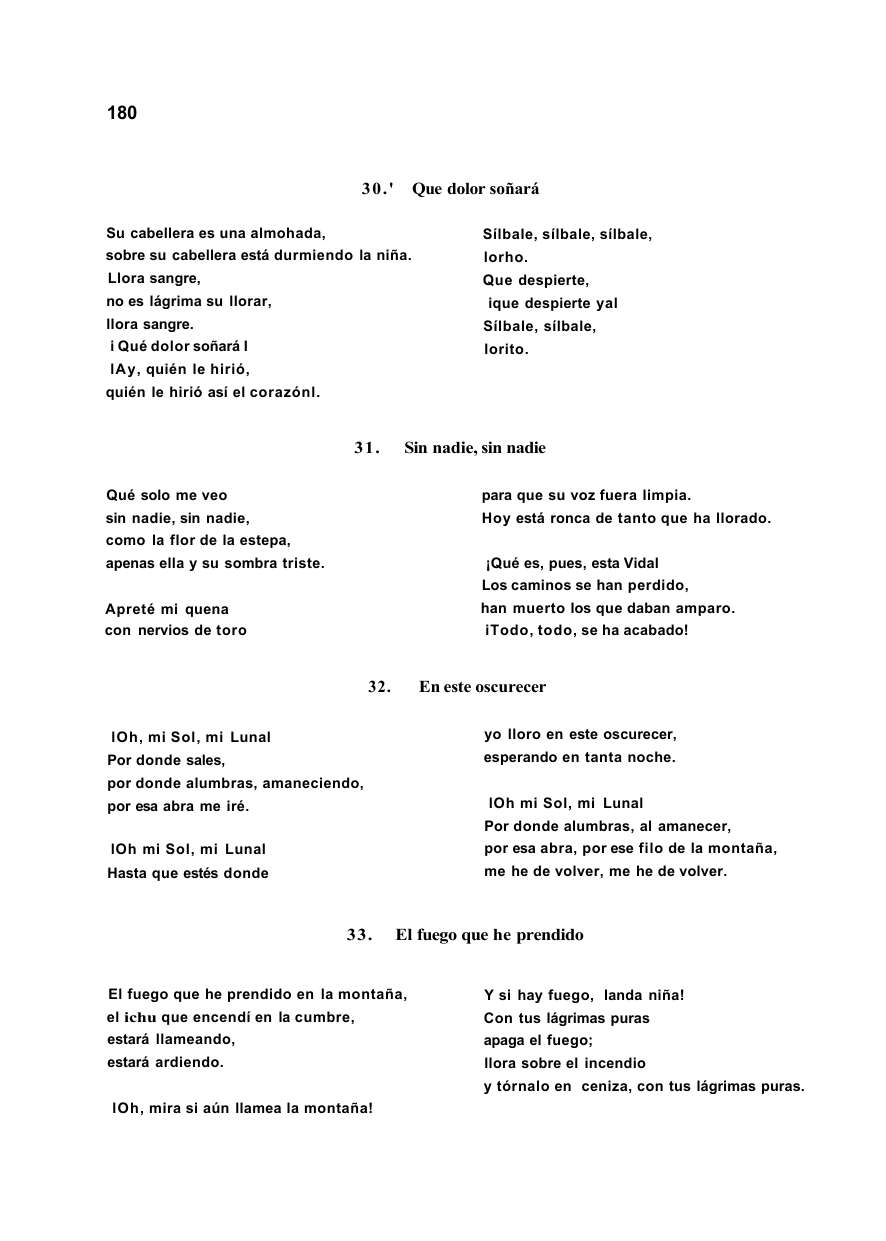 180
30.' Que dolor soñará
Su cabellera es una almohada,
sobre su cabellera está durmiendo la niña.
Llora sangre,
no es lágrima su llorar,
llora sangre.
i Qué dolor soñará I
IAy, quién le hirió,
quién le hirió así el corazónl.
Sílbale, sílbale, sílbale,
lorho.
Que despierte,
ique despierte yal
Sílbale, sílbale,
lorito.
31. Sin nadie, sin nadie
Qué solo me veo
sin nadie, sin nadie,
como la flor de la estepa,
apenas ella y su sombra triste.
Apreté mi quena
con nervios de toro
para que su voz fuera limpia.
Hoy está ronca de tanto que ha llorado.
¡Qué es, pues, esta Vidal
Los caminos se han perdido,
han muerto los que daban amparo.
¡Todo, todo, se ha acabado!
32. En este oscurecer
lOh, mi Sol, mi Lunal
Por donde sales,
por donde alumbras, amaneciendo,
por esa abra me iré.
lOh mi Sol, mi Lunal
Hasta que estés donde
yo lloro en este oscurecer,
esperando en tanta noche.
lOh mi Sol, mi Lunal
Por donde alumbras, al amanecer,
por esa abra, por ese filo de la montaña,
me he de volver, me he de volver.
33. El fuego que he prendido
El fuego que he prendido en la montaña,
el ichu que encendí en la cumbre,
estará llameando,
estará ardiendo.
lOh, mira si aún llamea la montaña!
Y si hay fuego, landa niña!
Con tus lágrimas puras
apaga el fuego;
llora sobre el incendio
y tórnalo en ceniza, con tus lágrimas puras.